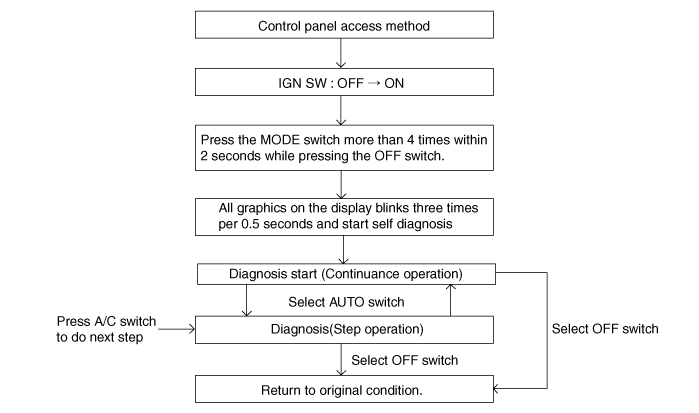 Control panel access method
IGN SW : OFF → ON
Press the MODE switch more than 4 times within
2 seconds while pressing the OFF switch.
All graphics on the display blinks three times
per 0.5 seconds and start self diagnosis
Diagnosis start (Continuance operation)
Select AUTO switch
Press A/C switch
to do next step
Diagnosis(Step operation)
Select OFF switch
Select OFF switch
Return to original condition.